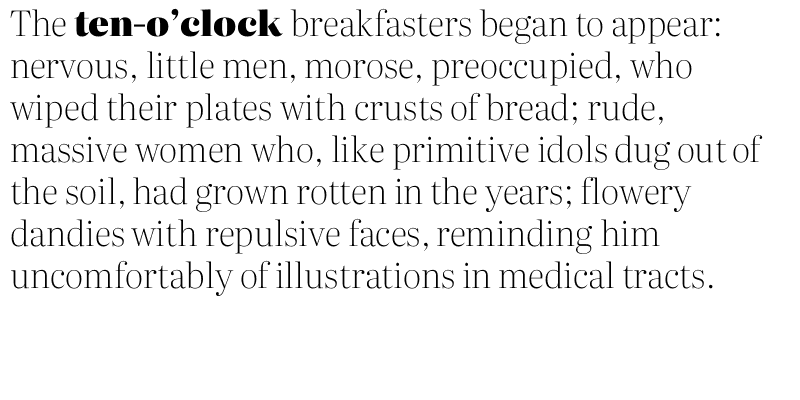 The ten-o’clock breakfasters began to appear:
nervous, little men, morose, preoccupied, who
wiped their plates with crusts of bread; rude,
massive women who, like primitive idols dug out of
the soil, had grown rotten in the years; flowery
dandies with repulsive faces, reminding him
uncomfortably of illustrations in medical tracts.